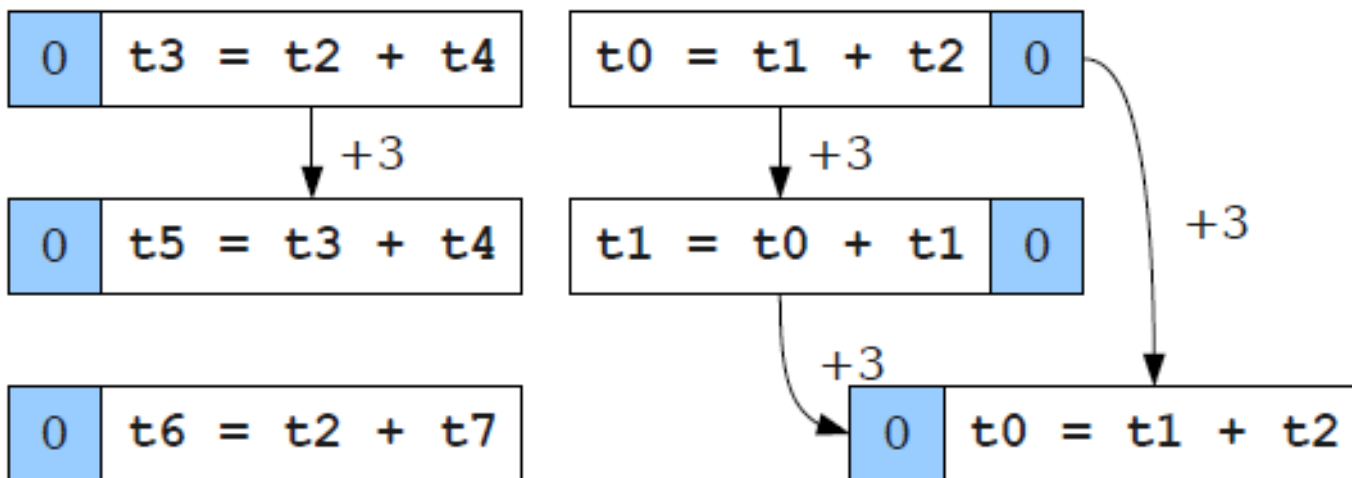 0 t3 = t2 + t4
t0 = t1 + t2 0
+3
+3
0 t5 = t3 + t4
t1 = t0 + t1 0
+3
+3
0 t6 = t2 + t7
0 t0 = t1 + t2